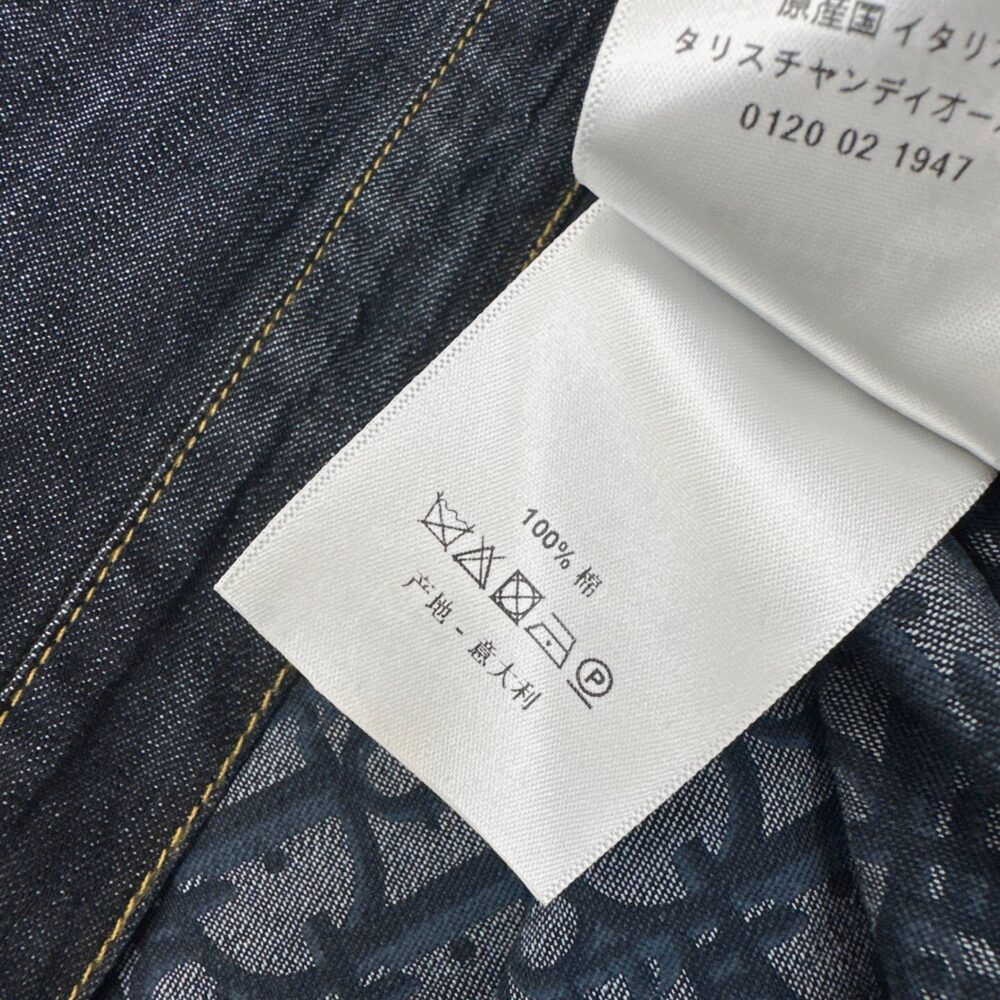 原産国 イタリア
タリスチャンディオー
0120 02 1947
100% 棉
P
产地 - 意大利